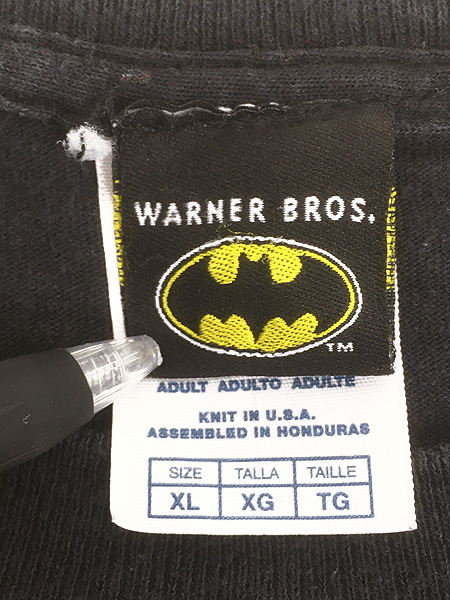 WARNER BROS.
TM
ADULT ADULTO ADULTE
KNIT IN U.S.A.
ASSEMBLED IN HONDURAS
SIZE TALLA TAILLE
XL XG TG